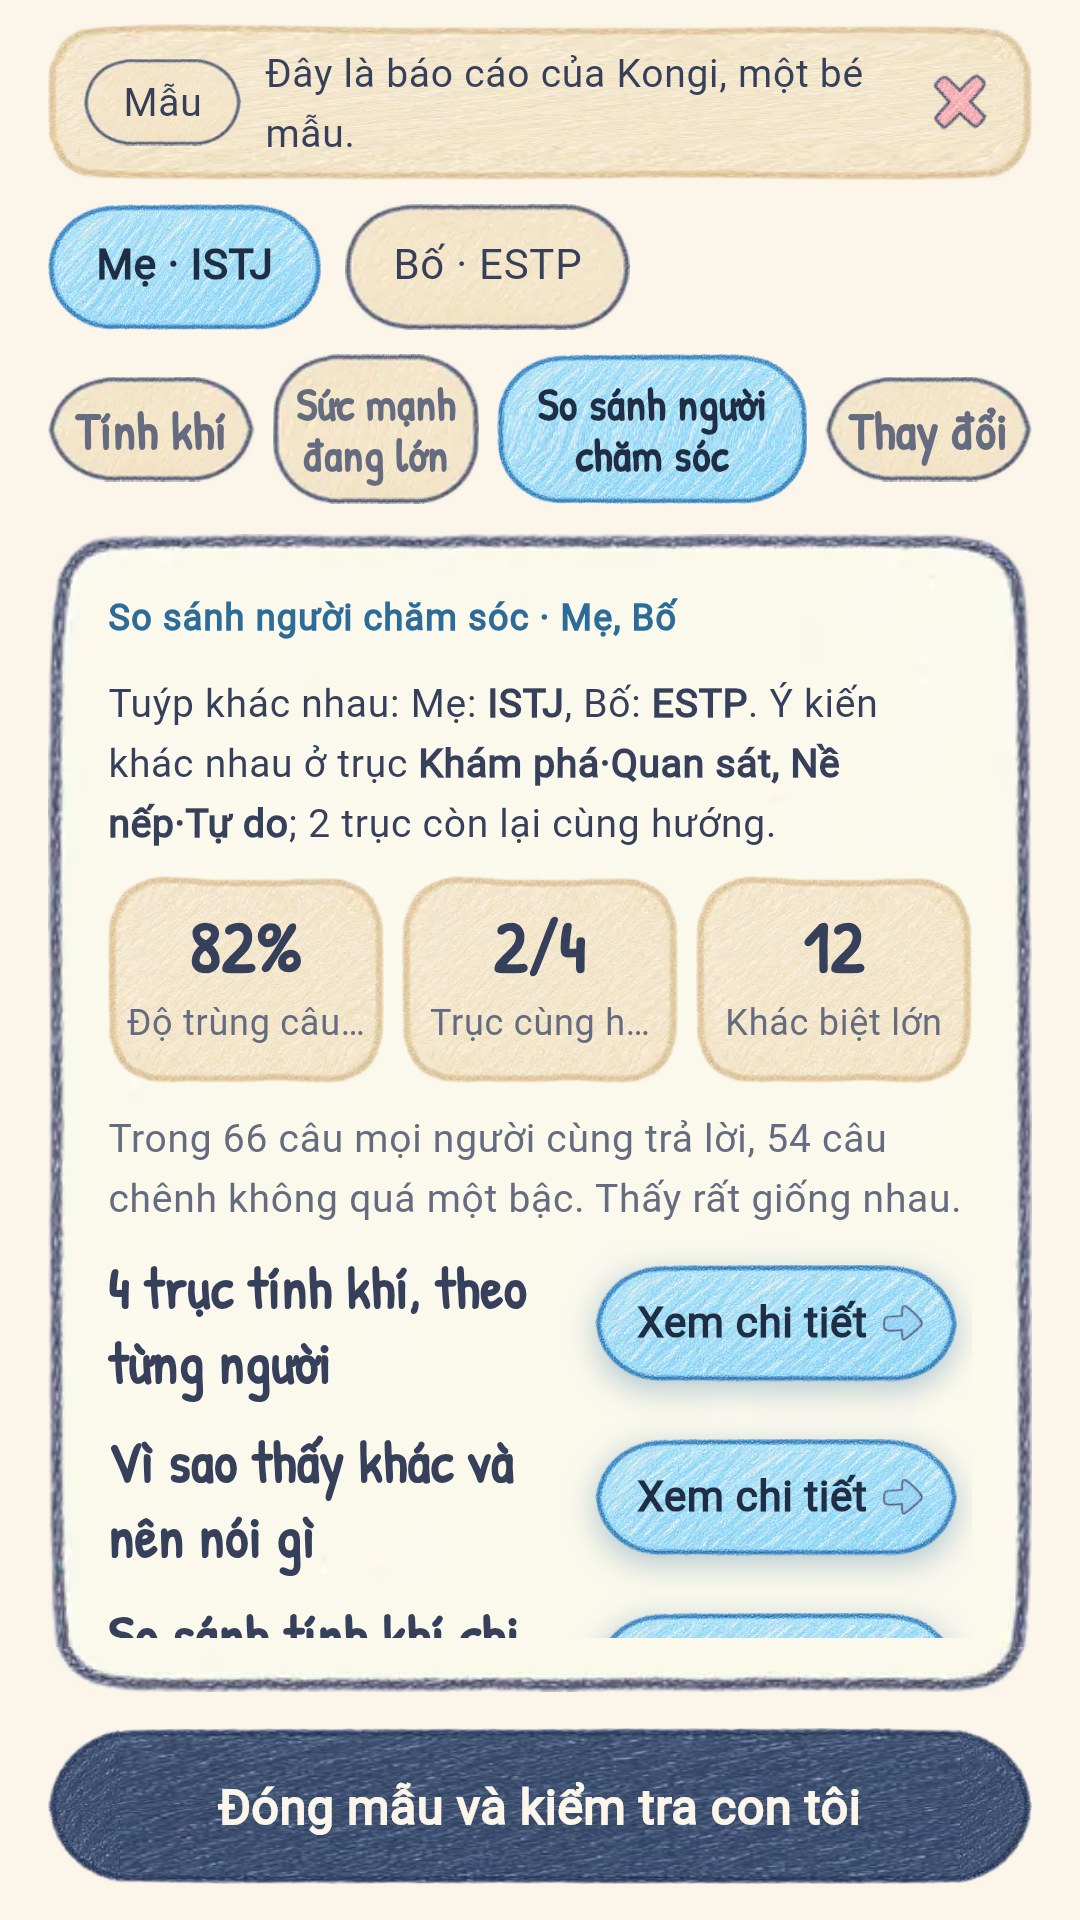 Mẫu
Đây là báo cáo của Kongi, một bé
mẫu.
Mẹ · ISTJ
Bố · ESTP
Tính khí
Sức mạnh
đang lớn
So sánh người
chăm sóc
Thay đổi
So sánh người chăm sóc · Mẹ, Bố
Tuýp khác nhau: Mẹ: ISTJ, Bố: ESTP. Ý kiến
khác nhau ở trục Khám phá·Quan sát, Nề
nếp·Tự do; 2 trục còn lại cùng hướng.
82%
Độ trùng câu...
2/4
Trục cùng h...
12
Khác biệt lớn
Trong 66 câu mọi người cùng trả lời, 54 câu
chênh không quá một bậc. Thấy rất giống nhau.
4 trục tính khí, theo
từng người
Xem chi tiết
Vì sao thấy khác và
nên nói gì
Xem chi tiết
So sánh tính khí chi
Đóng mẫu và kiểm tra con tôi